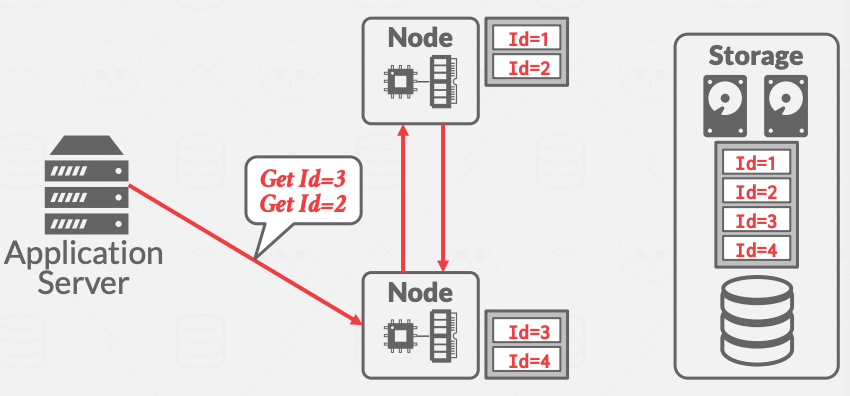 Node
Id=1
Id=2
Storage
Id=1
Id=2
Id=3
Id=4
Get Id=3
Get Id=2
Application
Server
Node
Id=3
Id=4